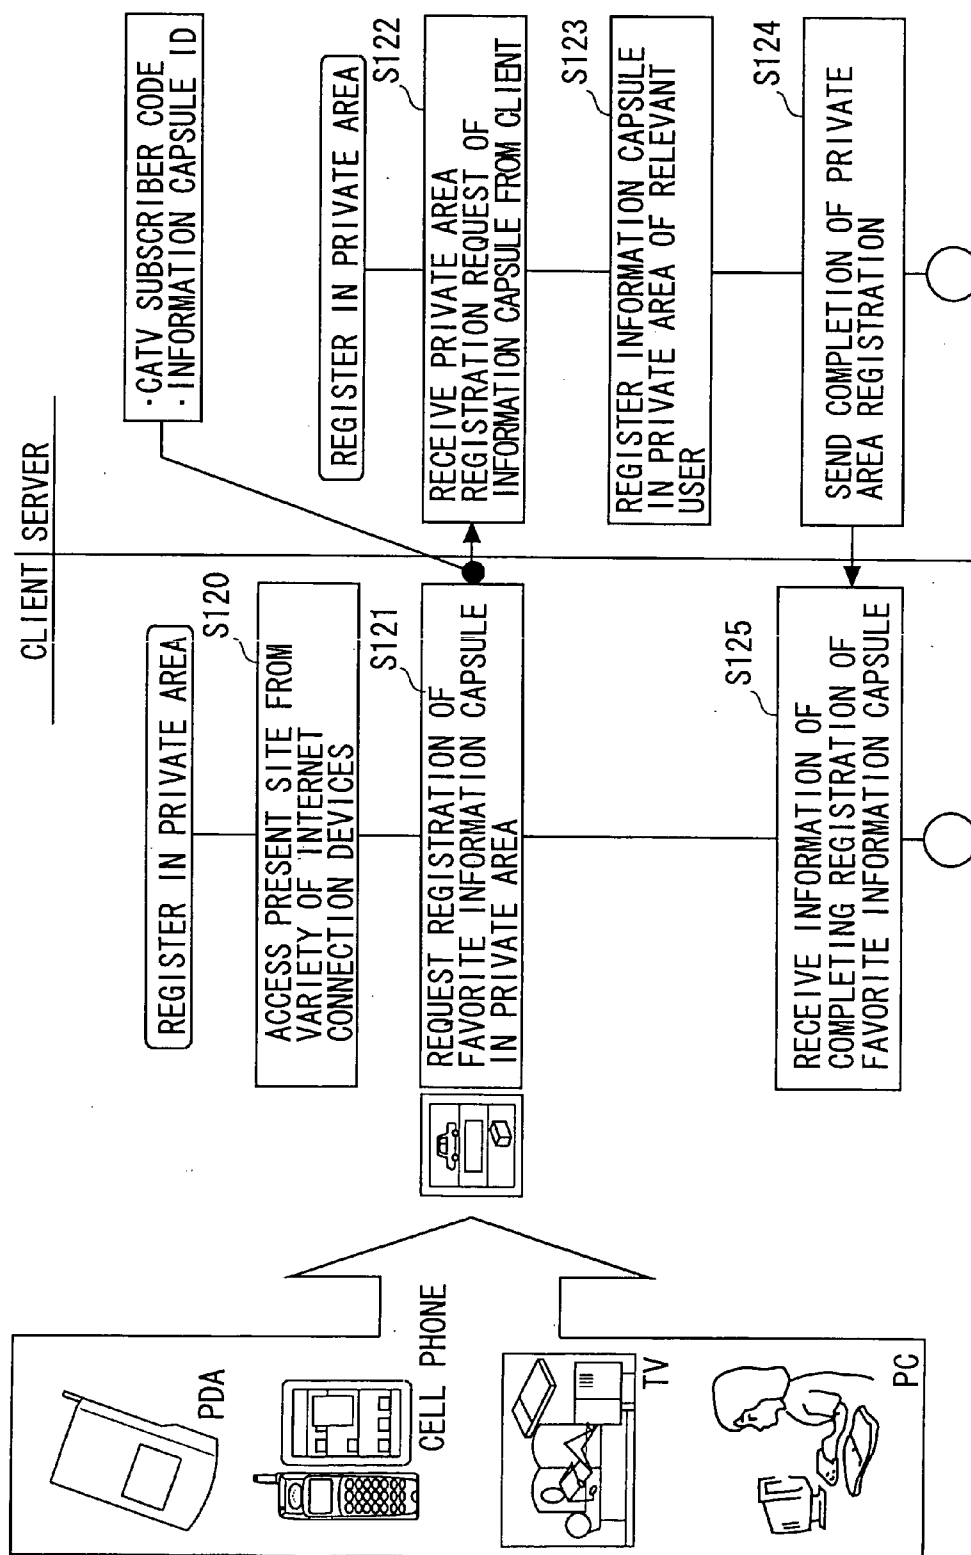 CLIENT
SERVER
PDA
CELL PHONE
TV
PC
REGISTER IN PRIVATE AREA
S120
ACCESS PRESENT SITE FROM
VARIETY OF INTERNET
CONNECTION DEVICES
S121
REQUEST REGISTRATION OF
FAVORITE INFORMATION CAPSULE
IN PRIVATE AREA
S125
RECEIVE INFORMATION OF
COMPLETING REGISTRATION OF
FAVORITE INFORMATION CAPSULE
·CATV SUBSCRIBER CODE
·INFORMATION CAPSULE ID
REGISTER IN PRIVATE AREA
S122
RECEIVE PRIVATE AREA
REGISTRATION REQUEST OF
INFORMATION CAPSULE FROM CLIENT
S123
REGISTER INFORMATION CAPSULE
IN PRIVATE AREA OF RELEVANT
USER
S124
SEND COMPLETION OF PRIVATE
AREA REGISTRATION